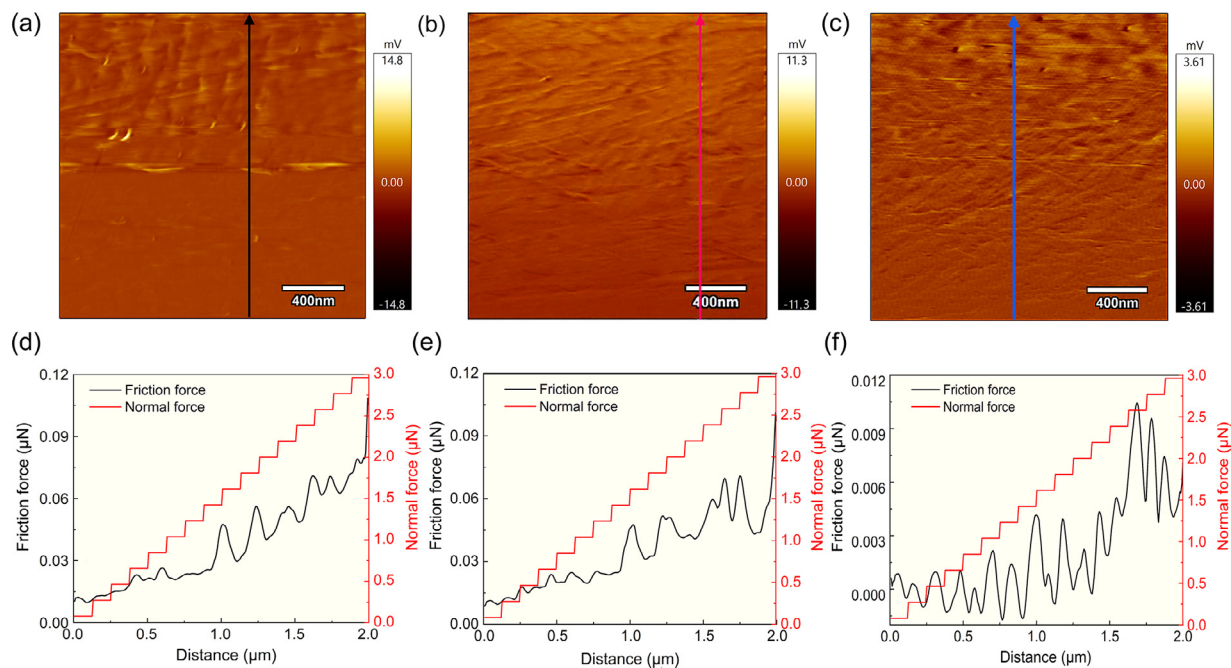 (a)
mV
14.8
0.00
-14.8
400nm
(b)
mV
11.3
0.00
-11.3
400nm
(c)
mV
3.61
0.00
-3.61
400nm
(d)
Friction force
Normal force
Friction force (μN)
0.12
0.09
0.06
0.03
0.00
Normal force (μN)
3.0
2.5
2.0
1.5
1.0
0.5
0.0
0.0 0.5 1.0 1.5 2.0
Distance (μm)
(e)
Friction force
Normal force
Friction force (μN)
0.12
0.09
0.06
0.03
0.00
Normal force (μN)
3.0
2.5
2.0
1.5
1.0
0.5
0.0
0.0 0.5 1.0 1.5 2.0
Distance (μm)
(f)
Friction force
Normal force
Friction force (μN)
0.012
0.009
0.006
0.003
0.000
Normal force (μN)
3.0
2.5
2.0
1.5
1.0
0.5
0.0
0.0 0.5 1.0 1.5 2.0
Distance (μm)